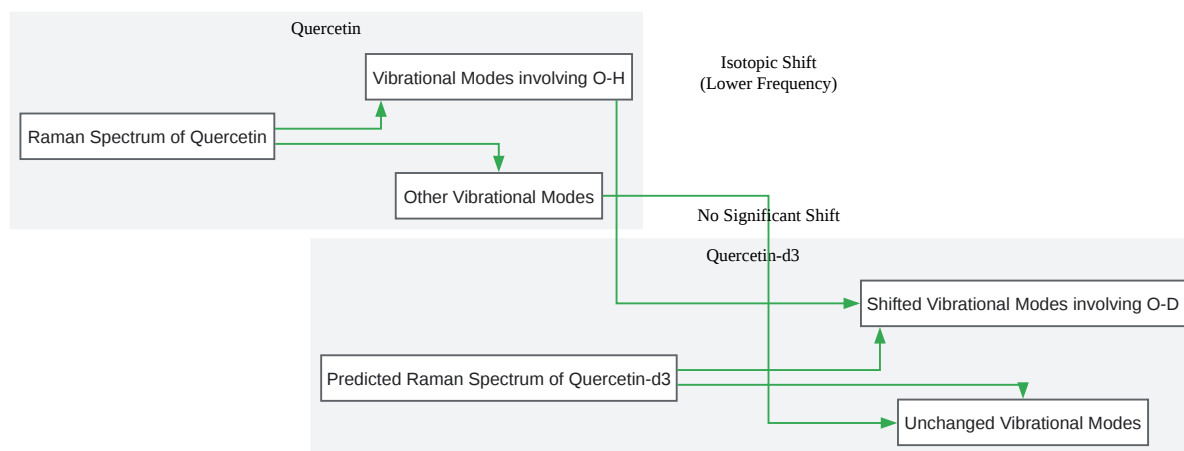 Quercetin
Vibrational Modes involving O-H
Isotopic Shift
(Lower Frequency)
Raman Spectrum of Quercetin
Other Vibrational Modes
No Significant Shift
Quercetin-d3
Shifted Vibrational Modes involving O-D
Predicted Raman Spectrum of Quercetin-d3
Unchanged Vibrational Modes